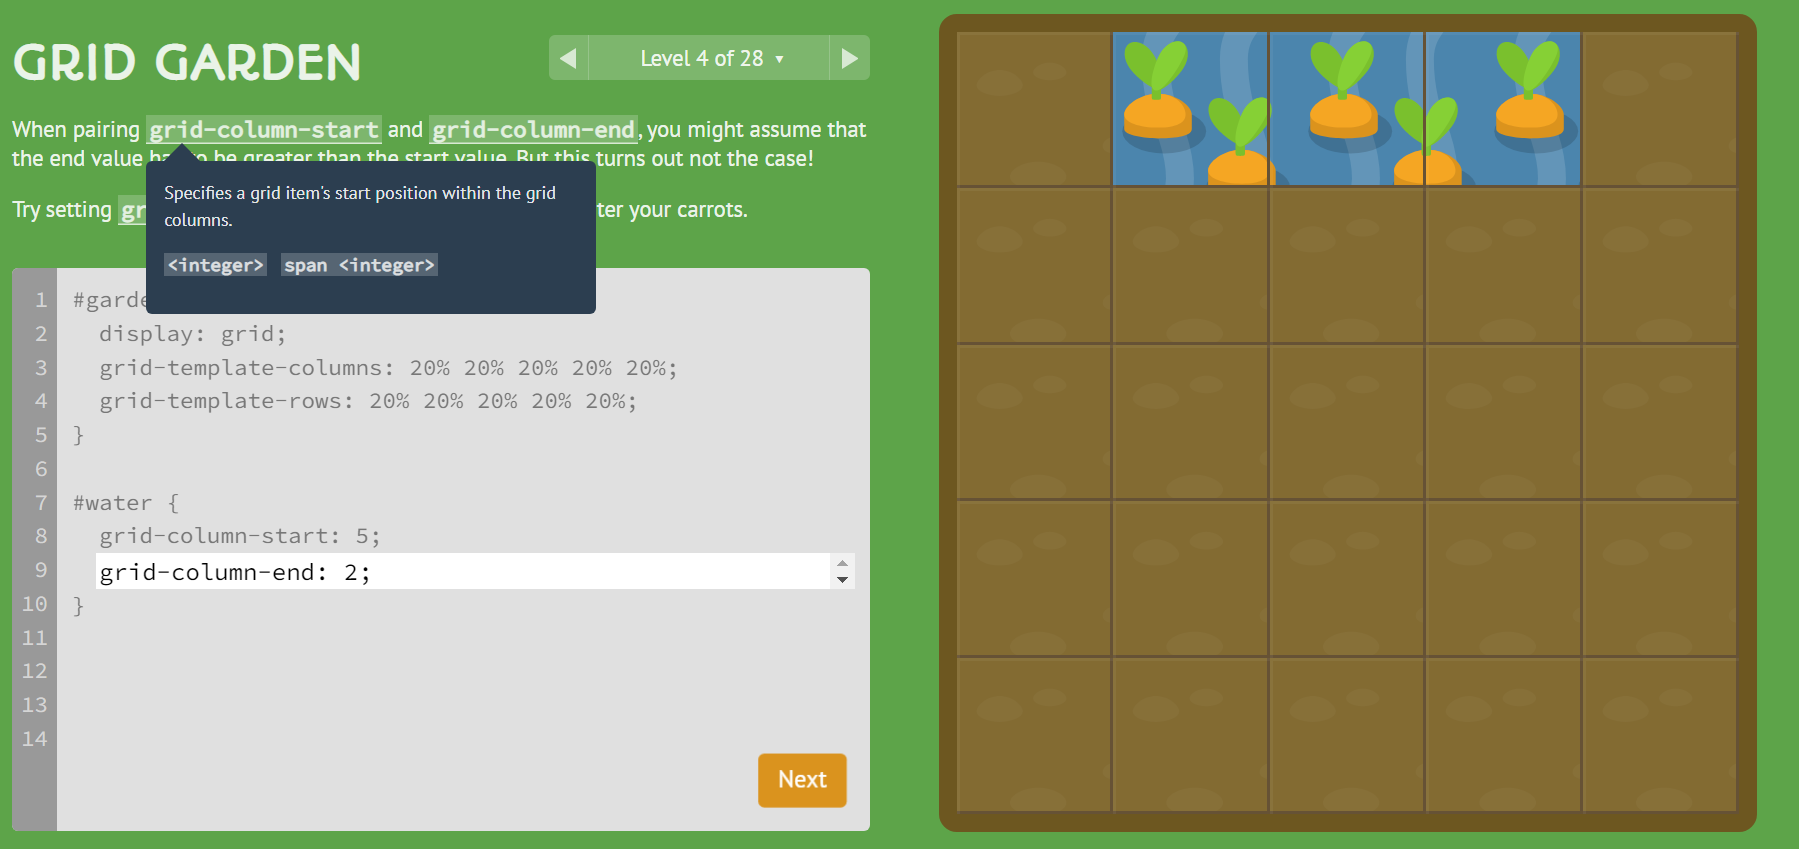 GRID GARDEN
Level 4 of 28 ▼
When pairing grid-column-start and grid-column-end, you might assume that
the end value has to be greater than the start value. But this turns out not the case!
Try setting gr
ter your carrots.
Specifies a grid item's start position within the grid
columns.
<integer> span <integer>
1 #garde
2 display: grid;
3 grid-template-columns: 20% 20% 20% 20% 20%;
4 grid-template-rows: 20% 20% 20% 20% 20%;
5 }
6
7 #water {
8 grid-column-start: 5;
9 grid-column-end: 2;
10 }
11
12
13
14
Next